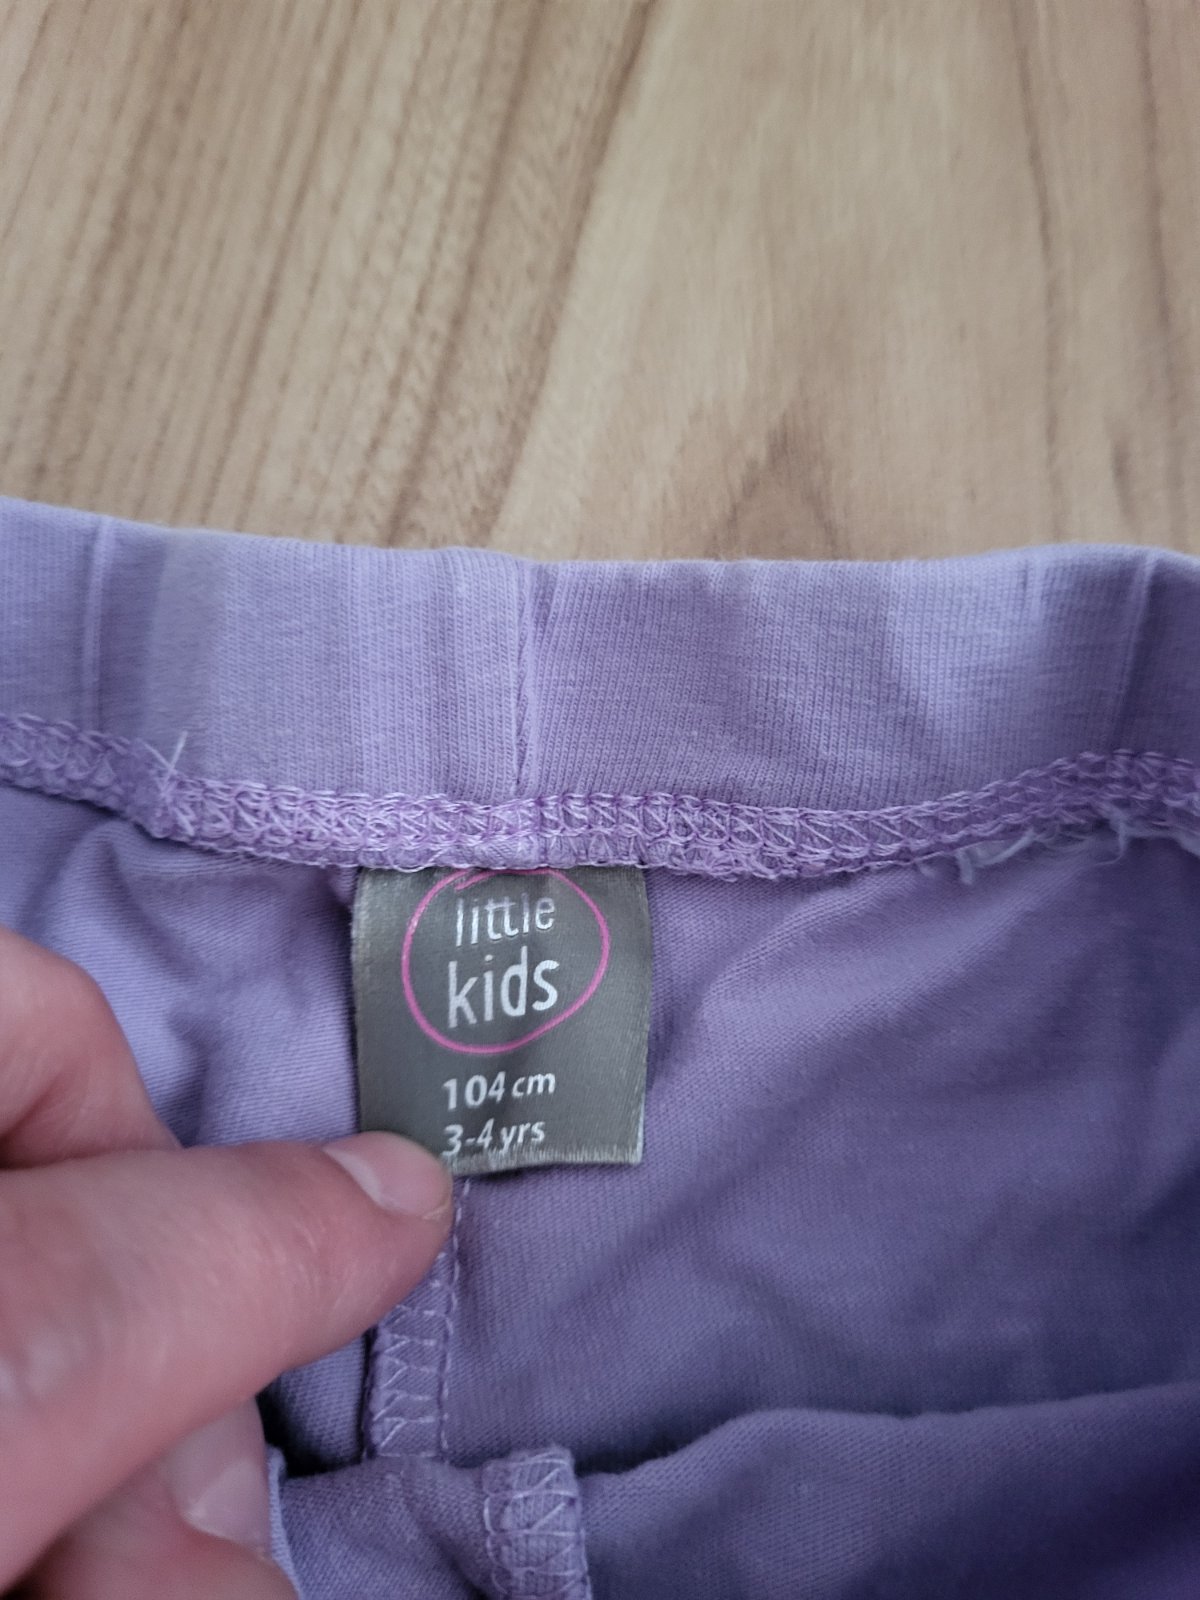 little
kids
104 cm
3-4 yrs